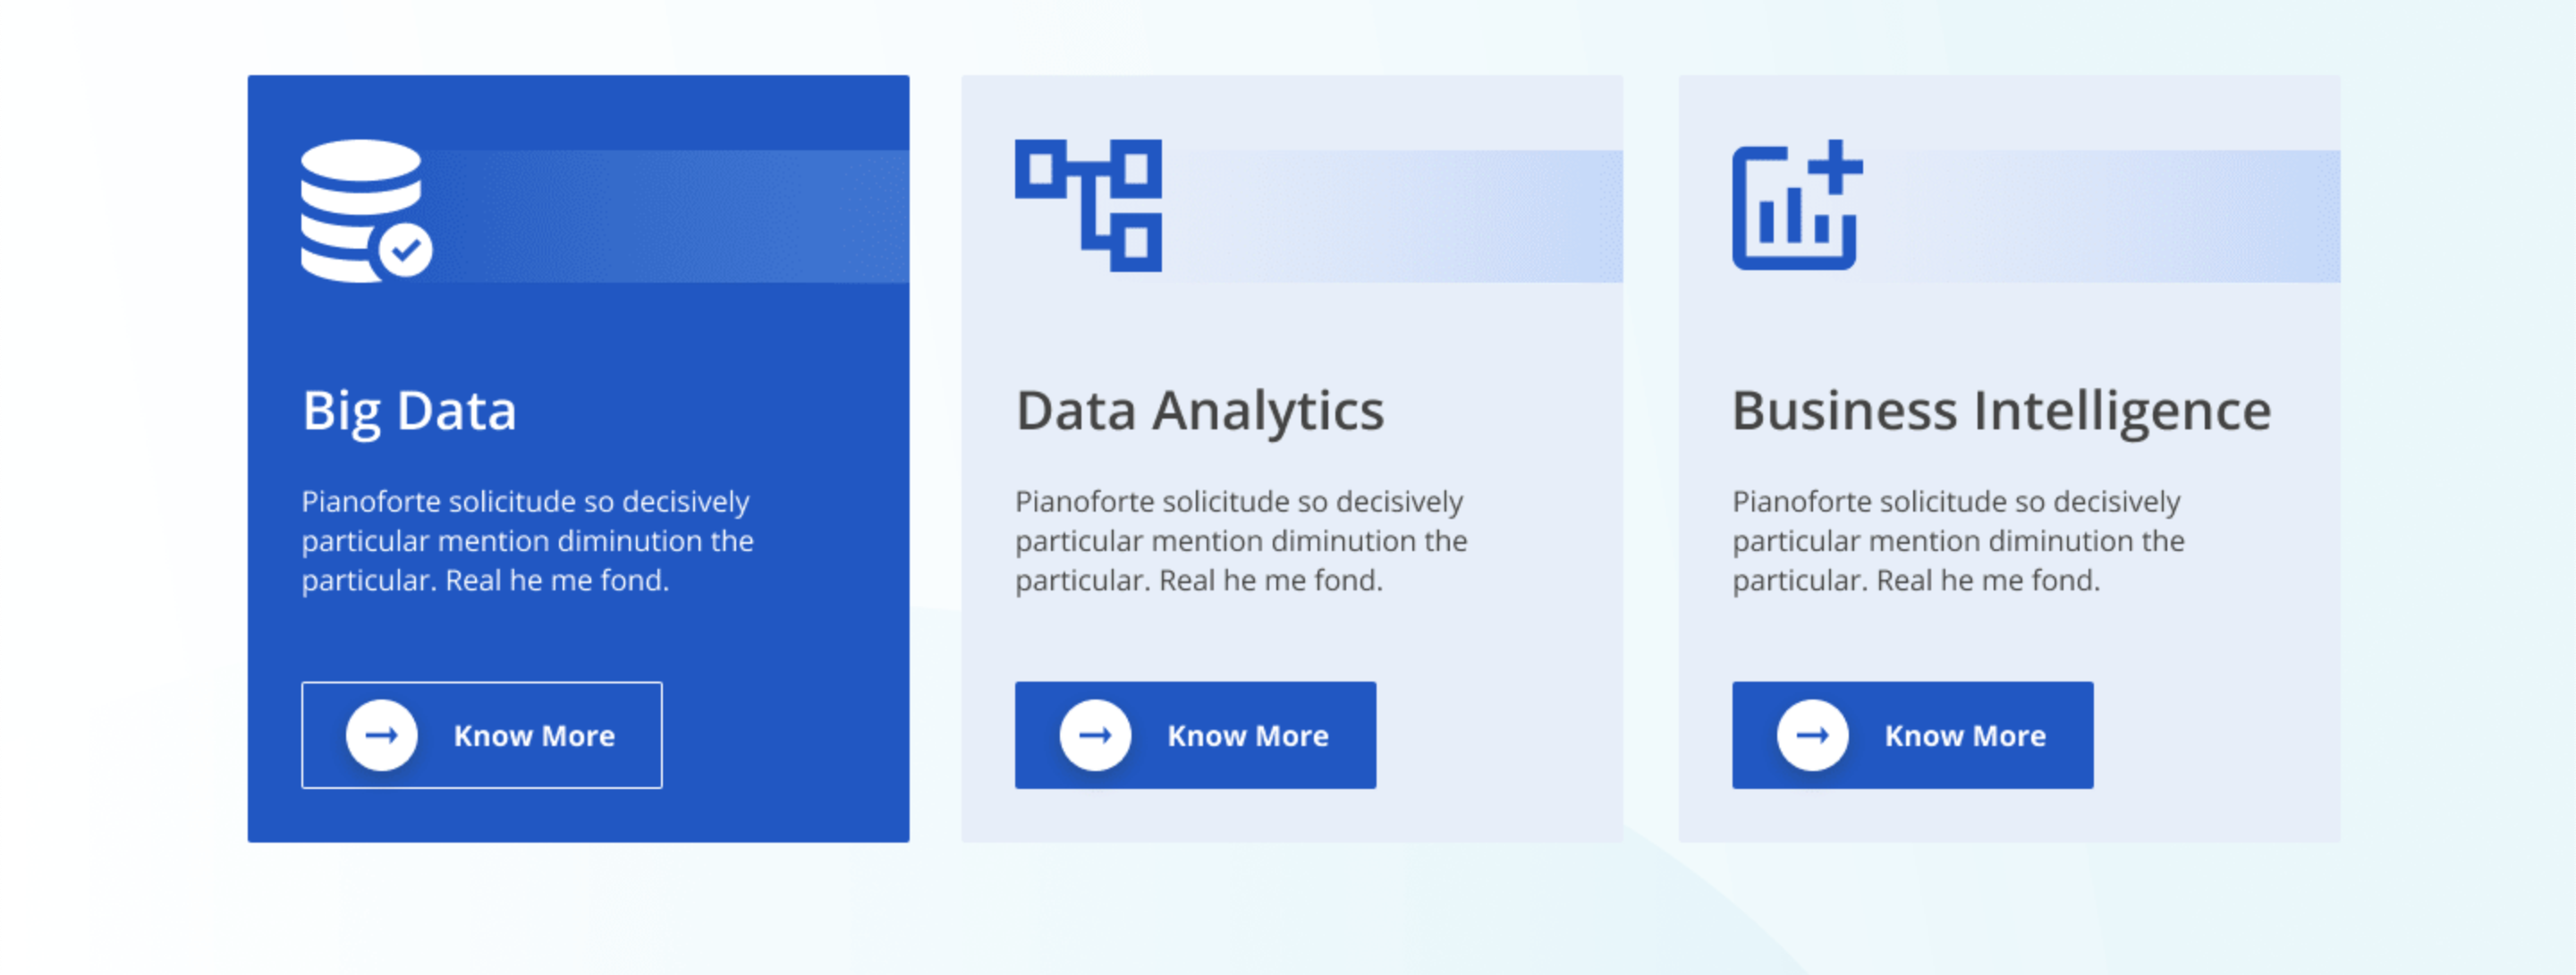 Big Data
Pianoforte solicitude so decisively
particular mention diminution the
particular. Real he me fond.
Know More
Data Analytics
Pianoforte solicitude so decisively
particular mention diminution the
particular. Real he me fond.
Know More
Business Intelligence
Pianoforte solicitude so decisively
particular mention diminution the
particular. Real he me fond.
Know More